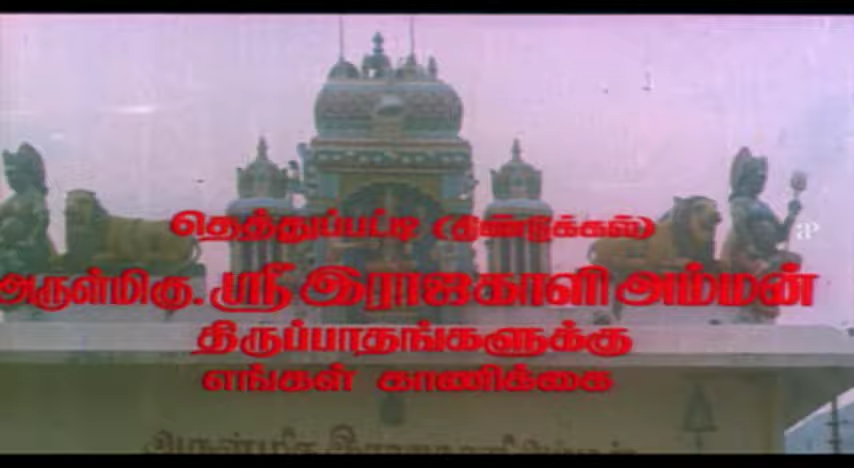 தெத்துப்பட்டி (திண்டுக்கல்)
அருள்மிகு. ஸ்ரீ இராஜகாளி அம்மன்
திருப்பாதங்களுக்கு
எங்கள் காணிக்கை